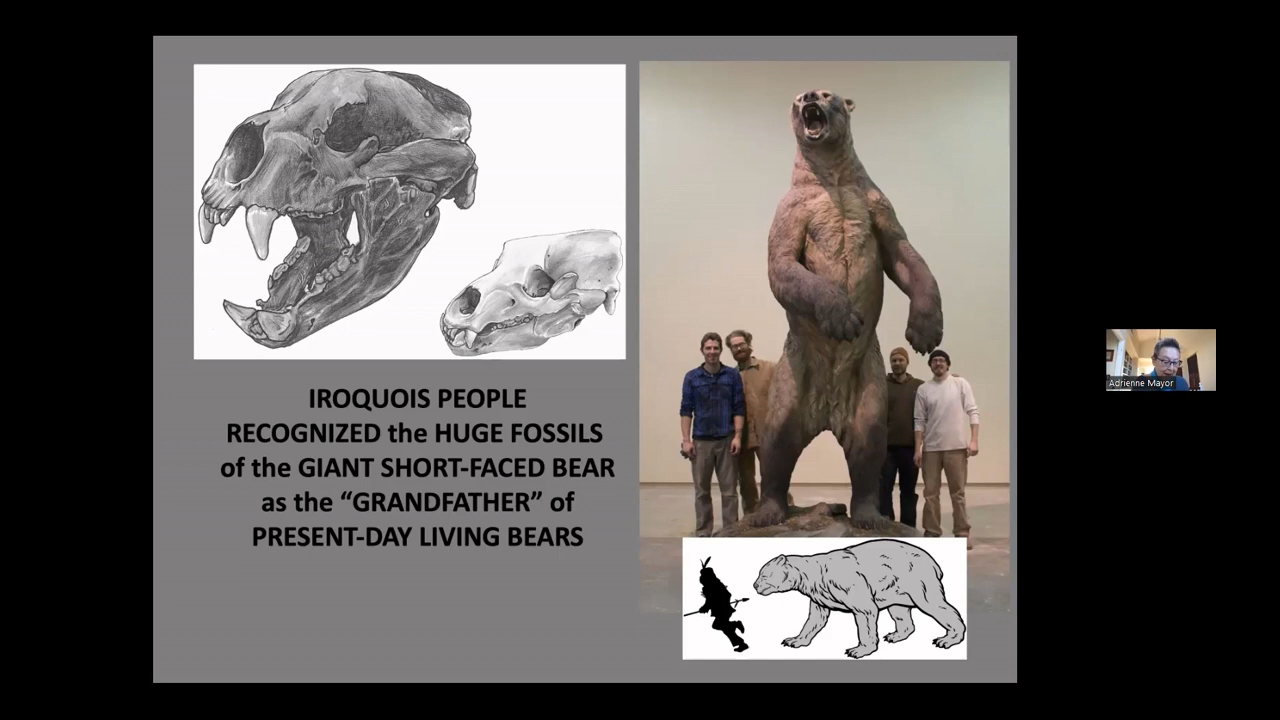 IROQUOIS PEOPLE
RECOGNIZED the HUGE FOSSILS
of the GIANT SHORT-FACED BEAR
as the “GRANDFATHER” of
PRESENT-DAY LIVING BEARS
Adrienne Mayor